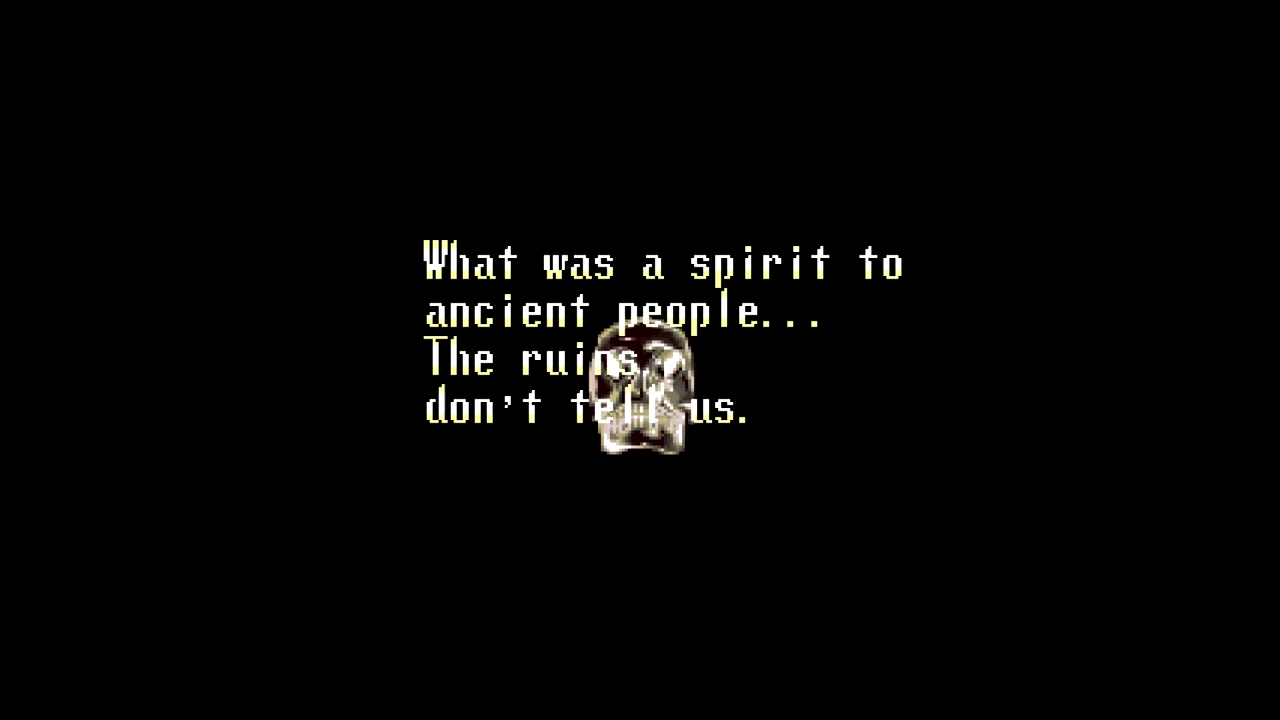 What was a spirit to
ancient people...
The ruins
don't tell us.